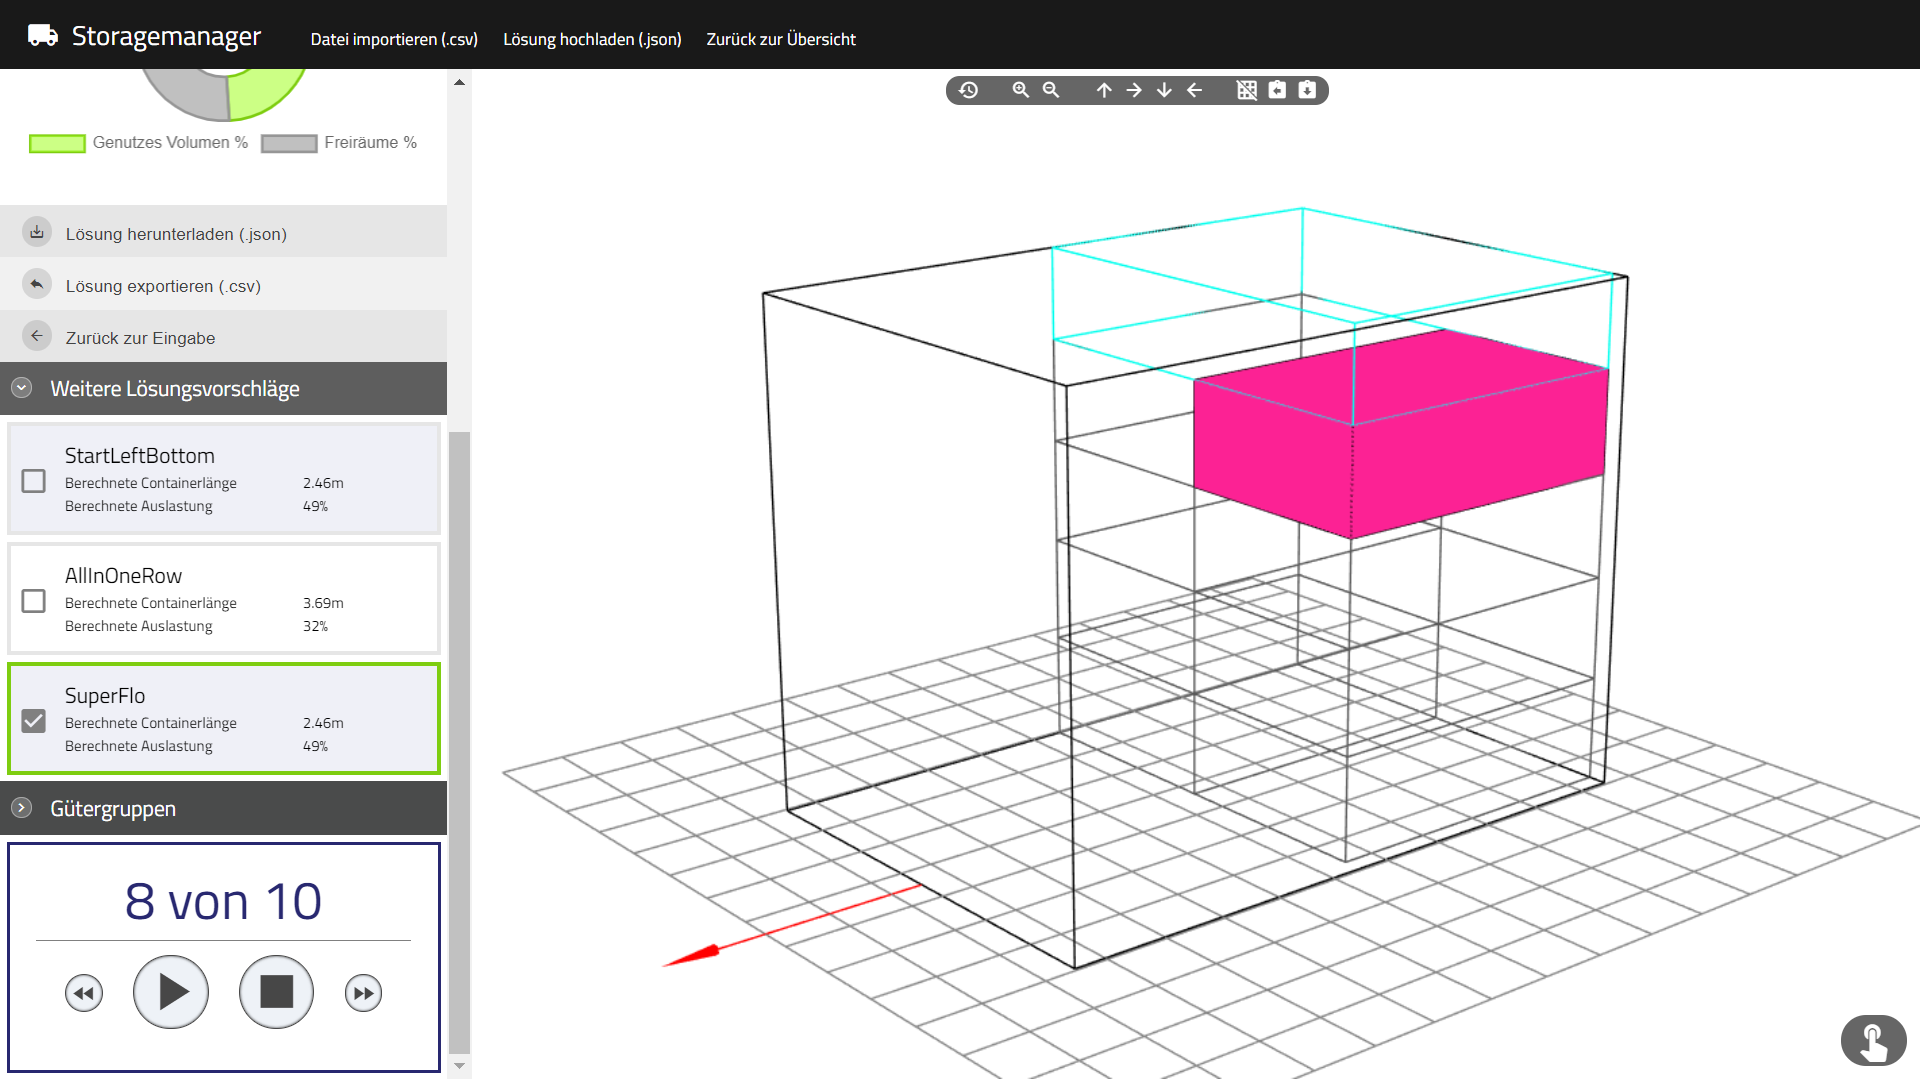 Storagemanager
Datei importieren (.csv)
Lösung hochladen (.json)
Zurück zur Übersicht
Genutzes Volumen %
Freiräume %
Lösung herunterladen (.json)
Lösung exportieren (.csv)
Zurück zur Eingabe
Weitere Lösungsvorschläge
StartLeftBottom
Berechnete Containerlänge 2.46m
Berechnete Auslastung 49%
AllInOneRow
Berechnete Containerlänge 3.69m
Berechnete Auslastung 32%
SuperFlo
Berechnete Containerlänge 2.46m
Berechnete Auslastung 49%
Gütergruppen
8 von 10